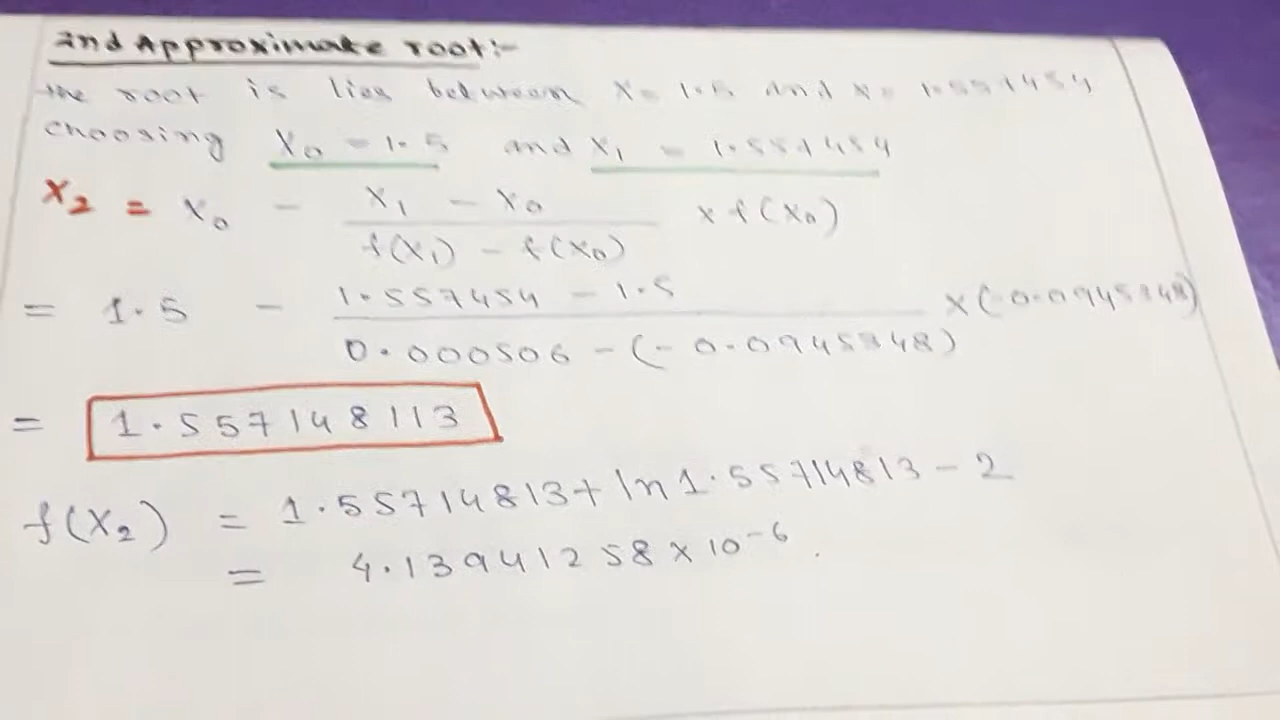 2nd Approximate root:-
the root is lies between x = 1.5 and x = 1.557454
choosing x₀ = 1.5 and x₁ = 1.557454
x₂ = x₀ - (x₁ - x₀) / (f(x₁) - f(x₀)) × f(x₀)
= 1.5 - (1.557454 - 1.5) / (0.000506 - (-0.0945348)) × (-0.0945348)
= 1.557148113
f(x₂) = 1.55714813 + ln 1.55714813 - 2
= 4.13941258 × 10⁻⁶.